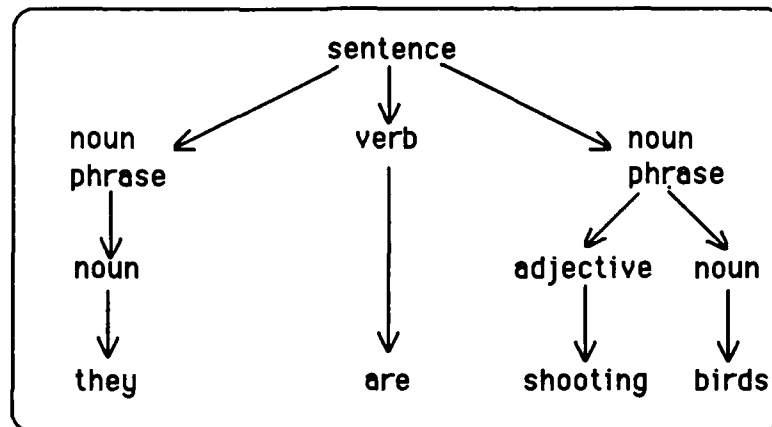 sentence
noun phrase
verb
noun phrase
noun
adjective
noun
they
are
shooting
birds